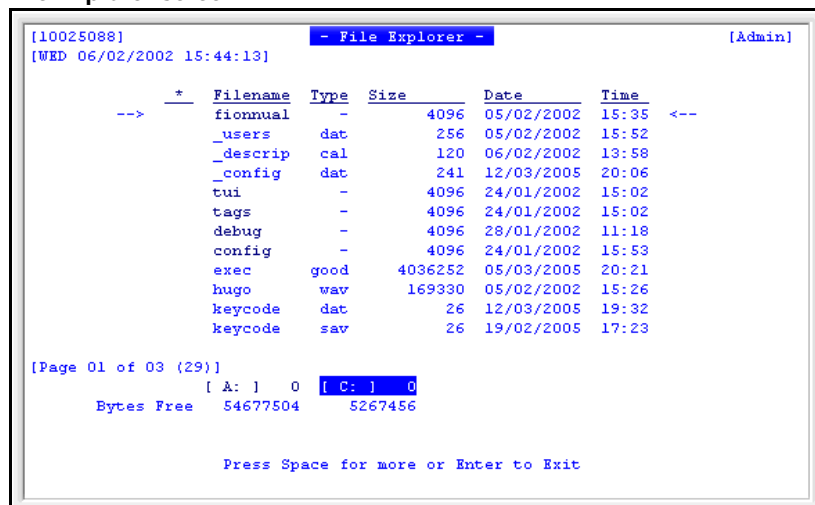 [10025088] - File Explorer - [Admin]
[WED 06/02/2002 15:44:13]
* Filename Type Size Date Time
--> fionnual - 4096 05/02/2002 15:35 <--
_users dat 256 05/02/2002 15:52
_descrip cal 120 06/02/2002 13:58
_config dat 241 12/03/2005 20:06
tui - 4096 24/01/2002 15:02
tags - 4096 24/01/2002 15:02
debug - 4096 28/01/2002 11:18
config - 4096 24/01/2002 15:53
exec good 4036252 05/03/2005 20:21
hugo wav 169330 05/02/2002 15:26
keycode dat 26 12/03/2005 19:32
keycode sav 26 19/02/2005 17:23
[Page 01 of 03 (29)]
[ A: ] 0 [ C: ] 0
Bytes Free 54677504 5267456
Press Space for more or Enter to Exit